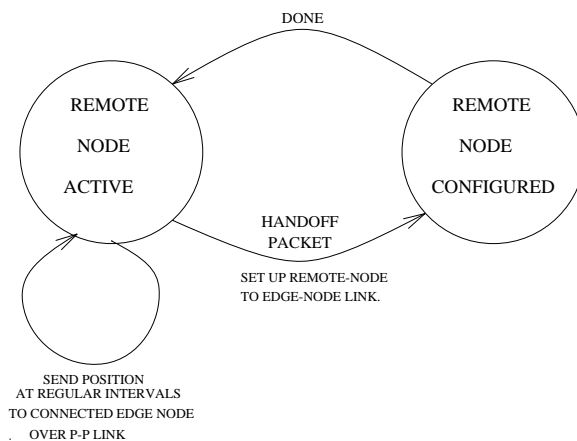 DONE
REMOTE
NODE
ACTIVE
REMOTE
NODE
CONFIGURED
HANDOFF
PACKET
SET UP REMOTE-NODE
TO EDGE-NODE LINK.
SEND POSITION
AT REGULAR INTERVALS
TO CONNECTED EDGE NODE
. OVER P-P LINK